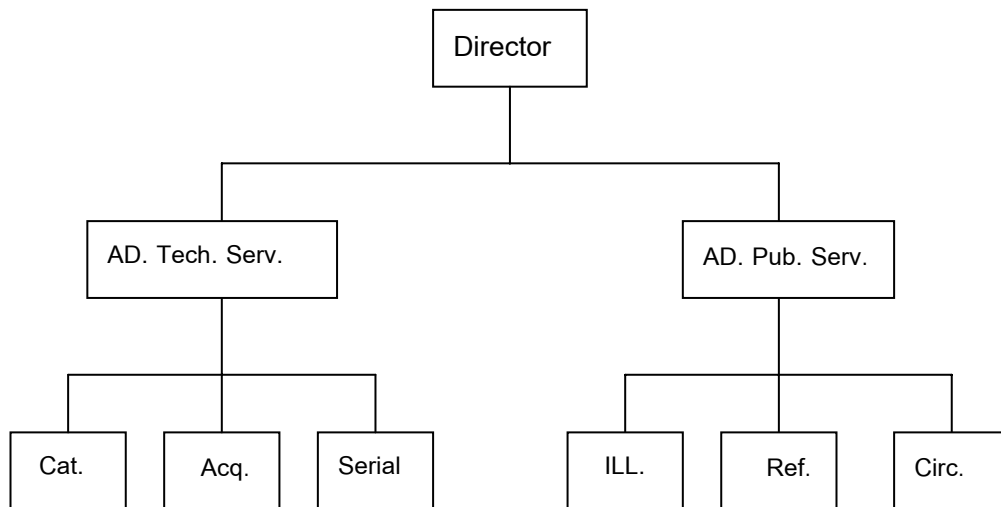 Director
AD. Tech. Serv.
AD. Pub. Serv.
Cat.
Acq.
Serial
ILL.
Ref.
Circ.